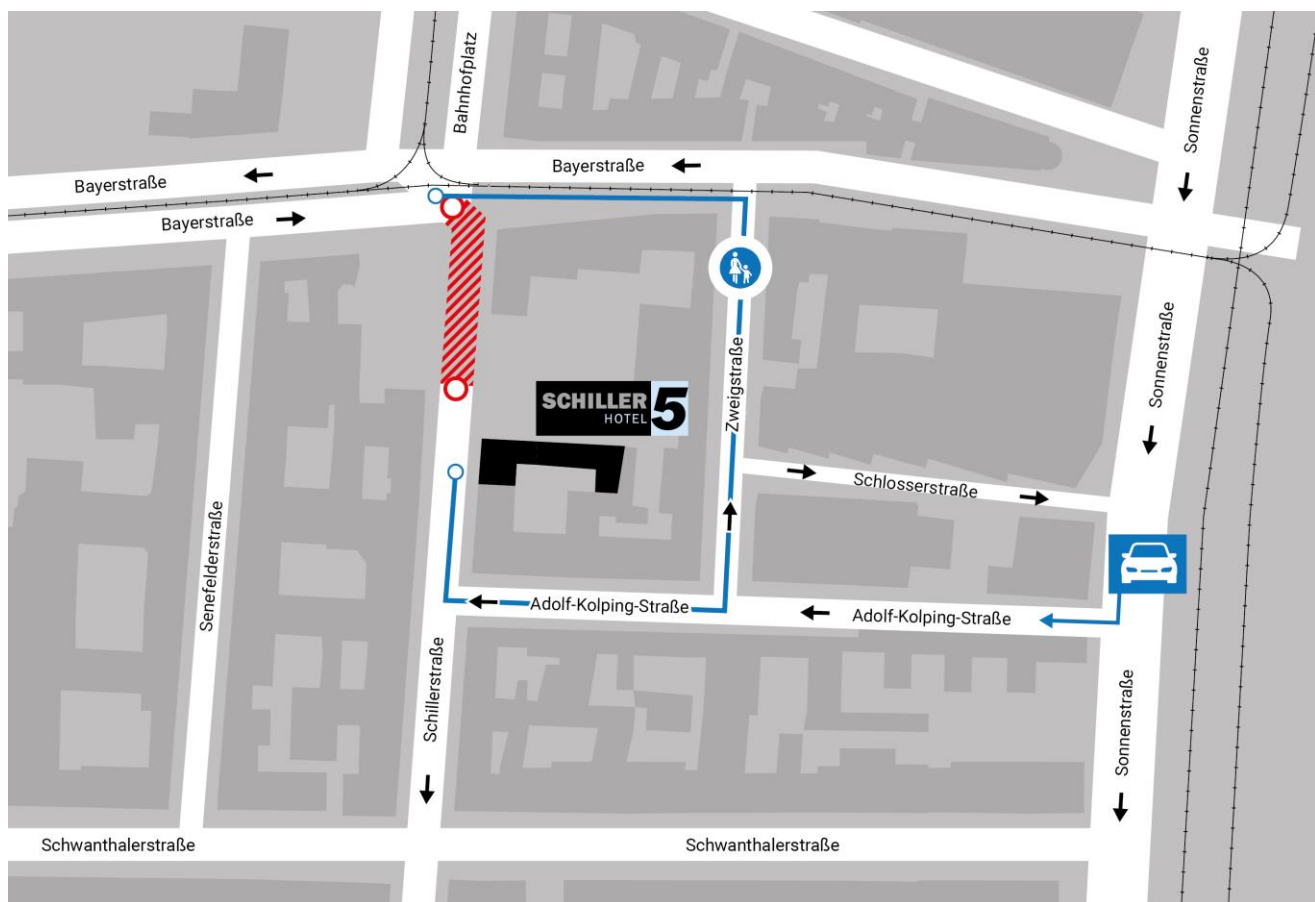 Bahnhofplatz
Sonnenstraße
Bayerstraße
Bayerstraße
Bayerstraße
Sonnenstraße
Zweigstraße
SCHILLER 5
HOTEL
Schlosserstraße
Senefelderstraße
Adolf-Kolping-Straße
Adolf-Kolping-Straße
Schillerstraße
Sonnenstraße
Schwanthalerstraße
Schwanthalerstraße